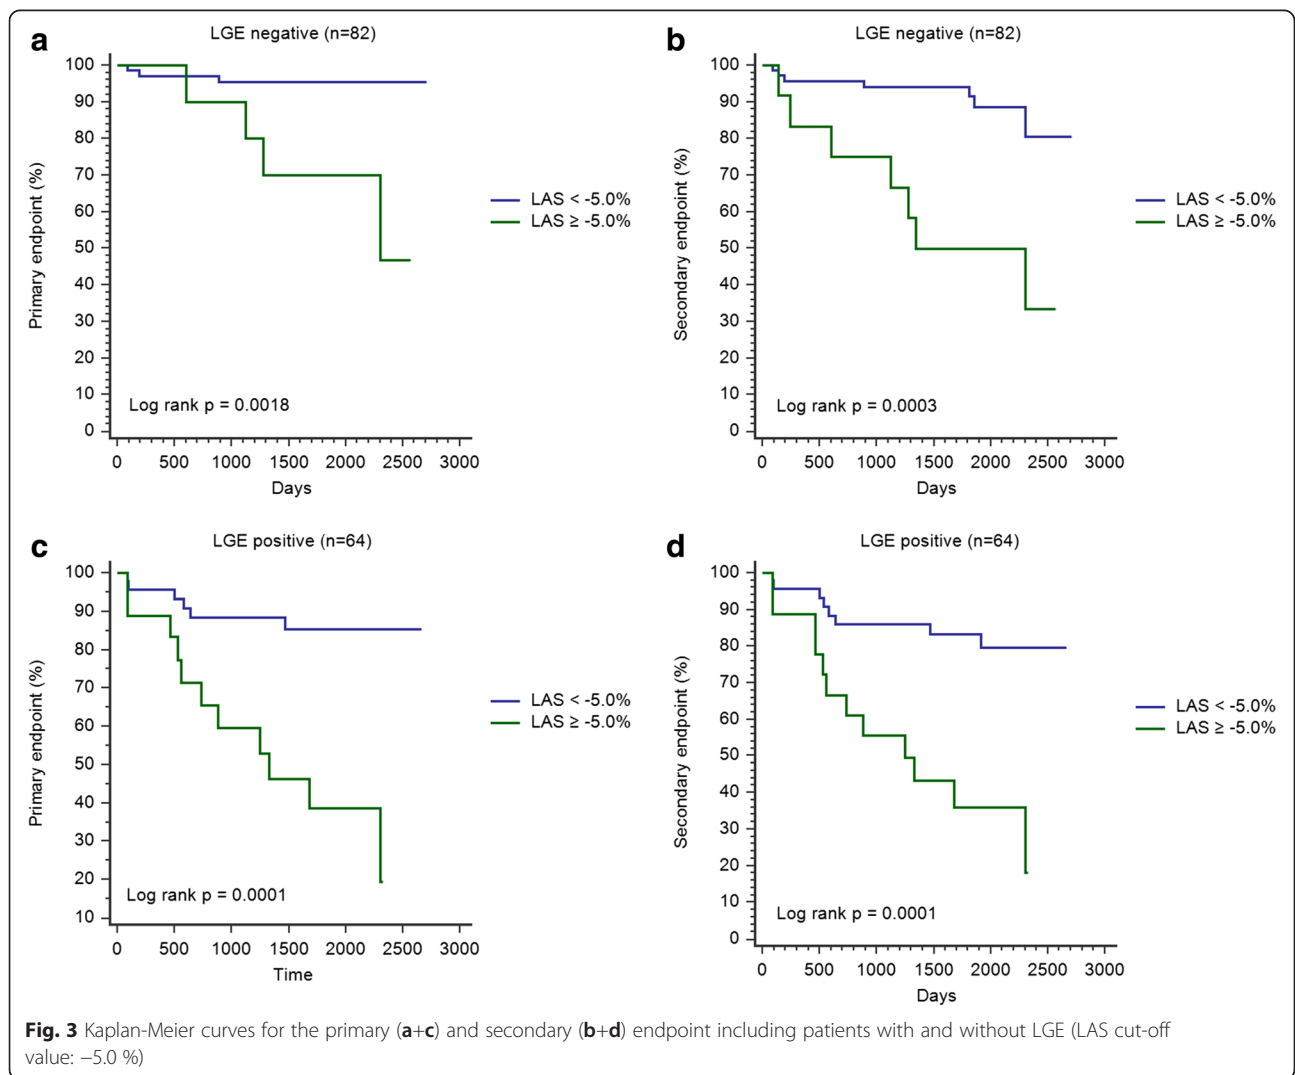 a
LGE negative (n=82)
100
90
80
70
60
50
40
30
20
10
0
Primary endpoint (%)
LAS < -5.0%
LAS ≥ -5.0%
Log rank p = 0.0018
0 500 1000 1500 2000 2500 3000
Days
b
LGE negative (n=82)
100
90
80
70
60
50
40
30
20
10
0
Secondary endpoint (%)
LAS < -5.0%
LAS ≥ -5.0%
Log rank p = 0.0003
0 500 1000 1500 2000 2500 3000
Days
c
LGE positive (n=64)
100
90
80
70
60
50
40
30
20
10
Primary endpoint (%)
LAS < -5.0%
LAS ≥ -5.0%
Log rank p = 0.0001
0 500 1000 1500 2000 2500 3000
Time
d
LGE positive (n=64)
100
90
80
70
60
50
40
30
20
10
0
Secondary endpoint (%)
LAS < -5.0%
LAS ≥ -5.0%
Log rank p = 0.0001
0 500 1000 1500 2000 2500 3000
Days
Fig. 3 Kaplan-Meier curves for the primary (a+c) and secondary (b+d) endpoint including patients with and without LGE (LAS cut-off
value: −5.0 %)